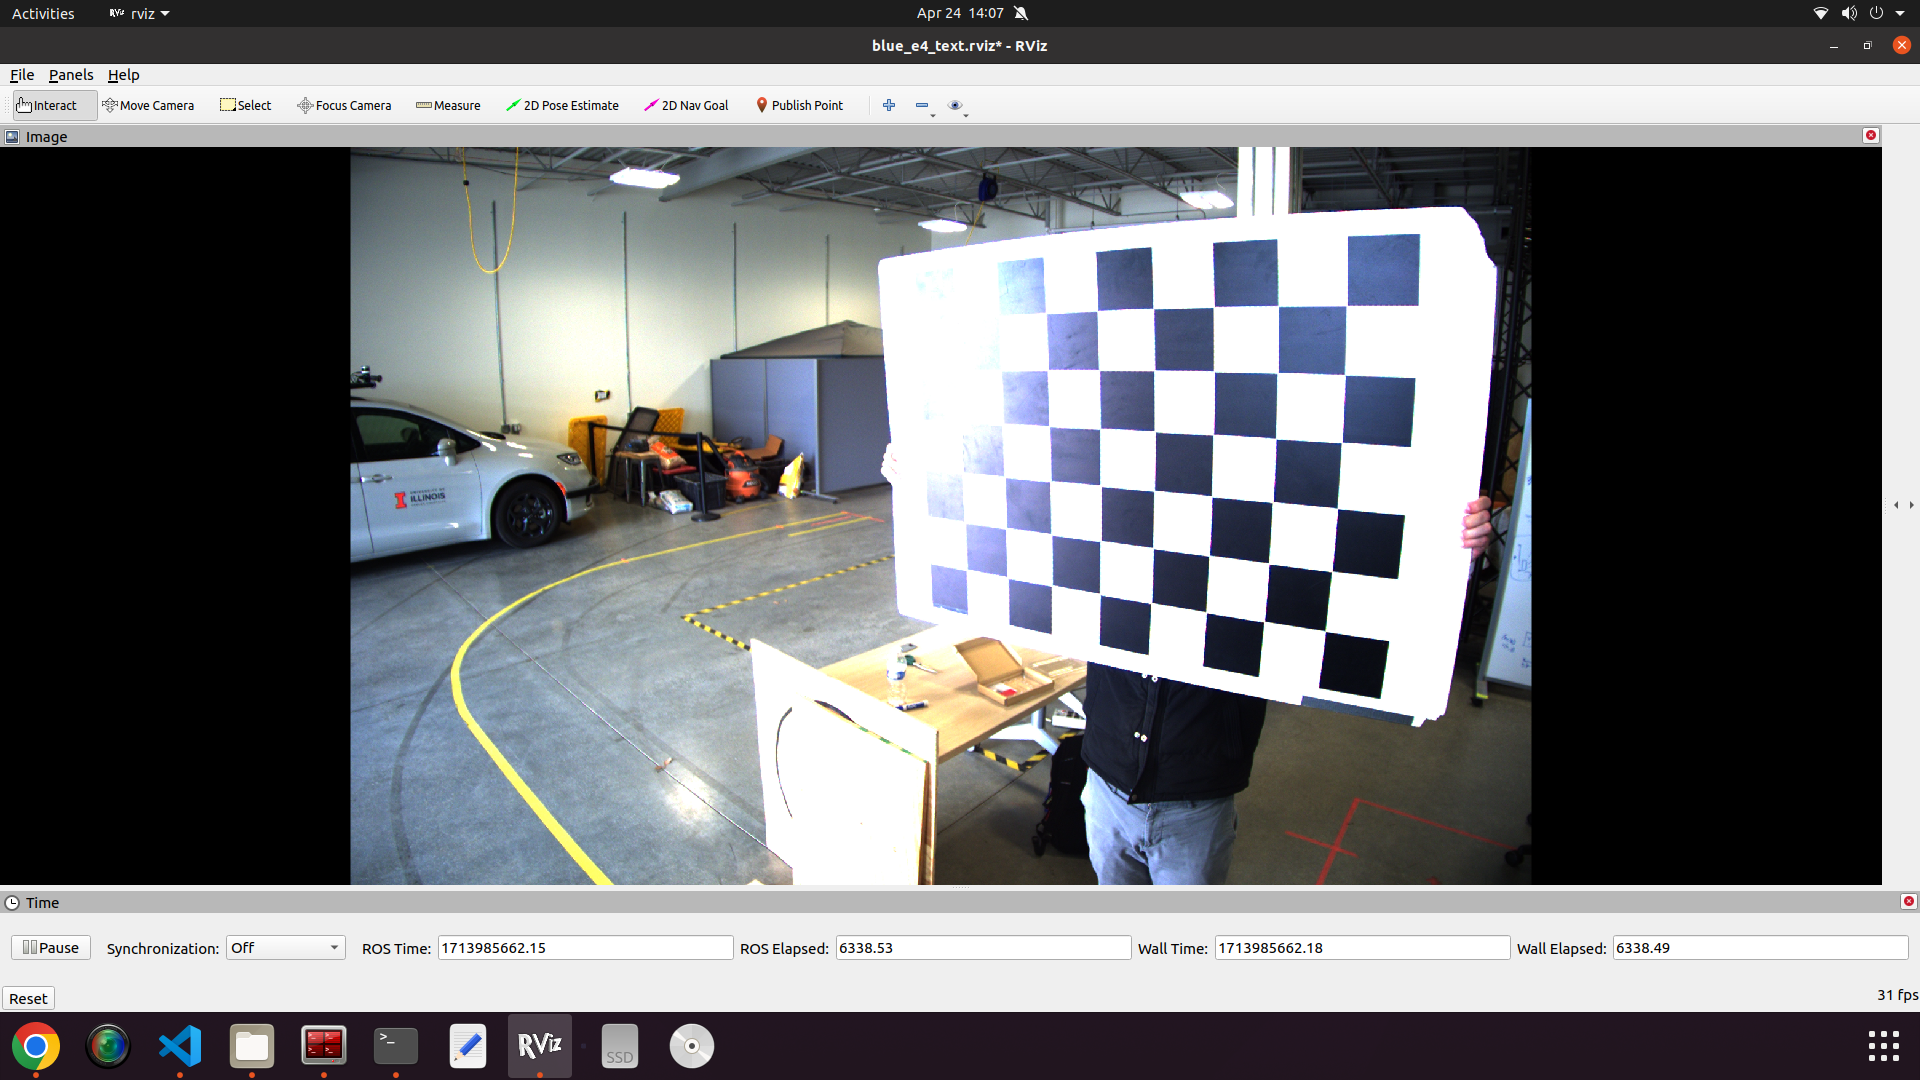 Activities rviz Apr 24 14:07
blue_e4_text.rviz* - RViz
File Panels Help
Interact Move Camera Select Focus Camera Measure 2D Pose Estimate 2D Nav Goal Publish Point
Image
I ILLINOIS
Time
Pause Synchronization: Off ROS Time: 1713985662.15 ROS Elapsed: 6338.53 Wall Time: 1713985662.18 Wall Elapsed: 6338.49
Reset 31 fps
>_ RViz SSD